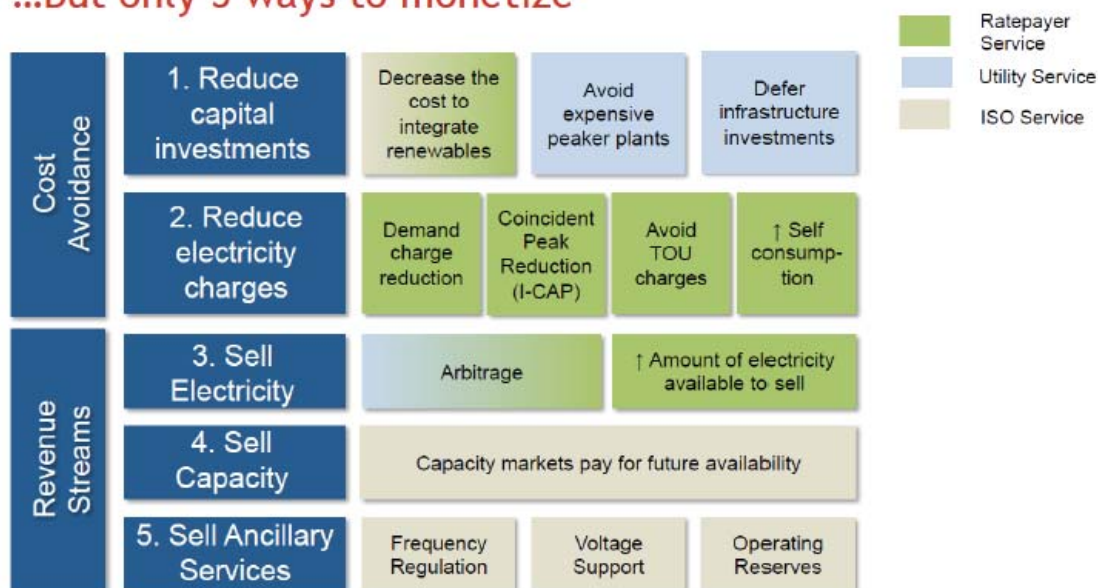 ...But only 5 ways to monetize
Ratepayer
Service
Utility Service
ISO Service
Cost
Avoidance
1. Reduce
capital
investments
Decrease the
cost to
integrate
renewables
Avoid
expensive
peaker plants
Defer
infrastructure
investments
2. Reduce
electricity
charges
Demand
charge
reduction
Coincident
Peak
Reduction
(I-CAP)
Avoid
TOU
charges
↑ Self
consump-
tion
Revenue
Streams
3. Sell
Electricity
Arbitrage
↑ Amount of electricity
available to sell
4. Sell
Capacity
Capacity markets pay for future availability
5. Sell Ancillary
Services
Frequency
Regulation
Voltage
Support
Operating
Reserves